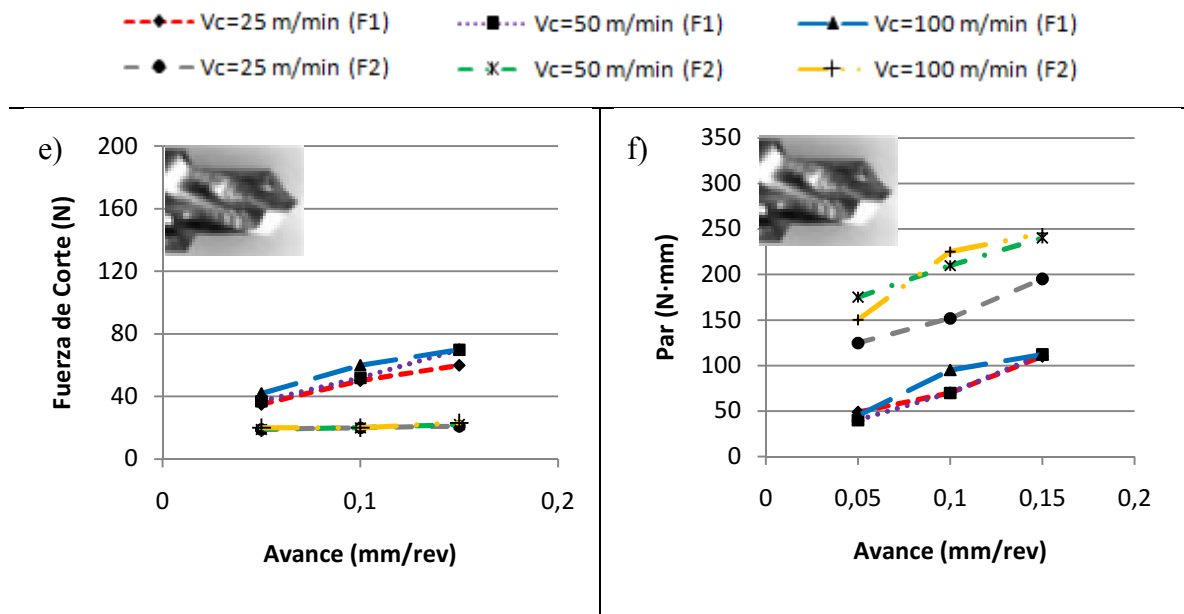 Vc=25 m/min (F1) Vc=50 m/min (F1) Vc=100 m/min (F1)
Vc=25 m/min (F2) Vc=50 m/min (F2) Vc=100 m/min (F2)
e)
200
160
120
80
40
0
0 0,1 0,2
Fuerza de Corte (N)
Avance (mm/rev)
f)
350
300
250
200
150
100
50
0
0 0,05 0,1 0,15 0,2
Par (N·mm)
Avance (mm/rev)